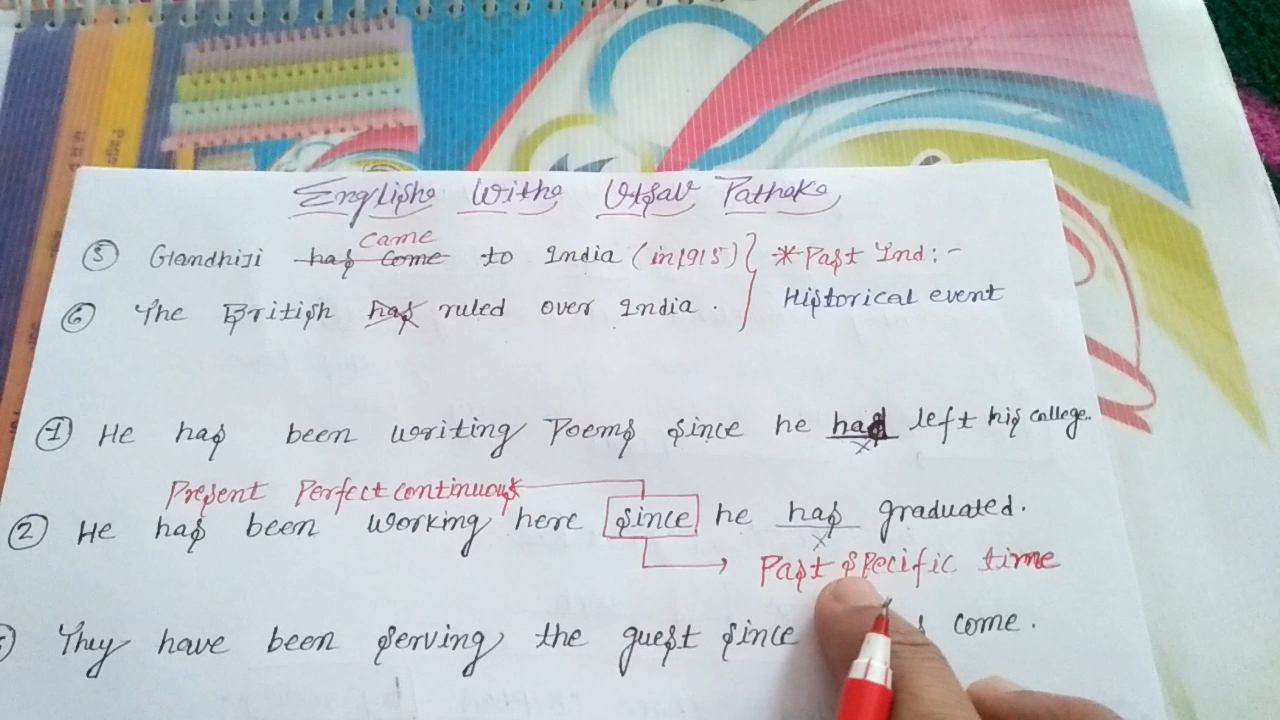 English With Utsav Pathak
came
⑤ Gandhiji has come to India (in 1915) } * Past Ind:-
⑥ The British has ruled over India. Historical event
① He has been writing Poems since he had left his college.
×
Present Perfect continuous
② He has been working here since he has graduated.
×
Past specific time
They have been serving the guest since come.